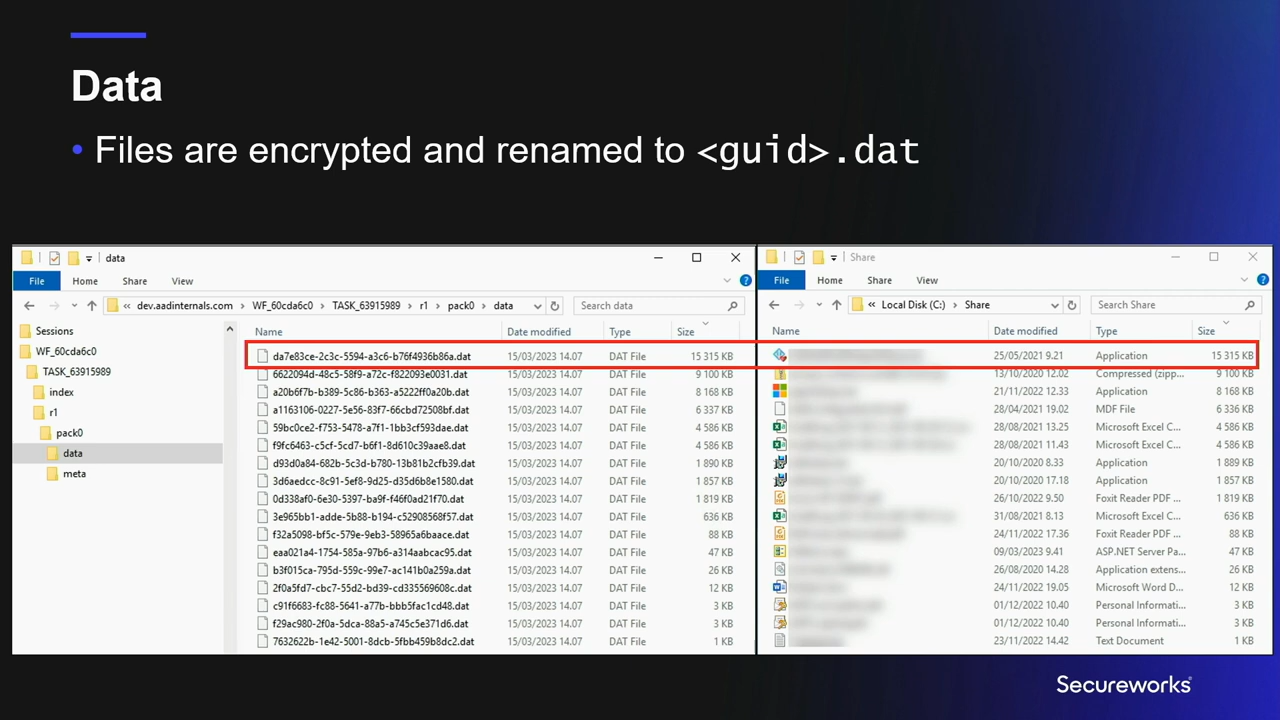 Data
• Files are encrypted and renamed to <guid>.dat
data
File Home Share View
« dev.aadinternals.com > WF_60cda6c0 > TASK_63915989 > r1 > pack0 > data
Search data
Sessions
WF_60cda6c0
TASK_63915989
index
r1
pack0
data
meta
Name Date modified Type Size
da7e83ce-2c3c-5594-a3c6-b76f4936b86a.dat 15/03/2023 14.07 DAT File 15 315 KB
6622094d-48c5-58f9-a72c-f822093e0031.dat 15/03/2023 14.07 DAT File 9 100 KB
a20b6f7b-b389-5c86-b363-a5222ff0a20b.dat 15/03/2023 14.07 DAT File 8 168 KB
a1163106-0227-5e56-83f7-66cbd72508bf.dat 15/03/2023 14.07 DAT File 6 337 KB
59bc0ce2-f753-5478-a7f1-1bb3cf593dae.dat 15/03/2023 14.07 DAT File 4 586 KB
f9fc6463-c5cf-5cd7-b6f1-8d610c39aae8.dat 15/03/2023 14.07 DAT File 4 586 KB
d93d0a84-682b-5c3d-b780-13b81b2cfb39.dat 15/03/2023 14.07 DAT File 1 890 KB
3d6aedcc-8c91-5ef8-9d25-d35d6b8e1580.dat 15/03/2023 14.07 DAT File 1 857 KB
0d338af0-6e30-5397-ba9f-f46f0ad21f70.dat 15/03/2023 14.07 DAT File 1 819 KB
3e965bb1-adde-5b88-b194-c52908568f57.dat 15/03/2023 14.07 DAT File 636 KB
f32a5098-bf5c-579e-9eb3-58965a6baace.dat 15/03/2023 14.07 DAT File 88 KB
eaa021a4-1754-585a-97b6-a314aabcac95.dat 15/03/2023 14.07 DAT File 47 KB
b3f015ca-795d-559c-99e7-ac141b0a259a.dat 15/03/2023 14.07 DAT File 26 KB
2f0a5fd7-cbc7-55d2-bd39-cd335569608c.dat 15/03/2023 14.07 DAT File 12 KB
c91f6683-fc88-5641-a77b-bbb5fac1cd48.dat 15/03/2023 14.07 DAT File 3 KB
f29ac980-2f0a-5dca-88a5-a745c5e371d6.dat 15/03/2023 14.07 DAT File 3 KB
7632622b-1e42-5001-8dcb-5fbb459b8dc2.dat 15/03/2023 14.07 DAT File 1 KB
Share
File Home Share View
« Local Disk (C:) > Share
Search Share
Name Date modified Type Size
25/05/2021 9.21 Application 15 315 KB
13/10/2020 12.02 Compressed (zipp... 9 100 KB
21/11/2022 12.33 Application 8 168 KB
28/04/2021 19.02 MDF File 6 336 KB
28/08/2021 13.25 Microsoft Excel C... 4 586 KB
28/08/2021 11.43 Microsoft Excel C... 4 586 KB
20/10/2020 8.33 Application 1 889 KB
20/10/2020 17.18 Application 1 857 KB
26/10/2022 9.50 Foxit Reader PDF ... 1 819 KB
31/08/2021 8.13 Microsoft Excel C... 636 KB
24/11/2022 17.36 Foxit Reader PDF ... 88 KB
09/03/2023 9.41 ASP.NET Server Pa... 47 KB
26/08/2020 14.28 Application exten... 26 KB
24/11/2022 19.05 Microsoft Word D... 12 KB
01/12/2022 10.40 Personal Informati... 3 KB
01/12/2022 10.40 Personal Informati... 3 KB
23/11/2022 14.42 Text Document 1 KB
Secureworks